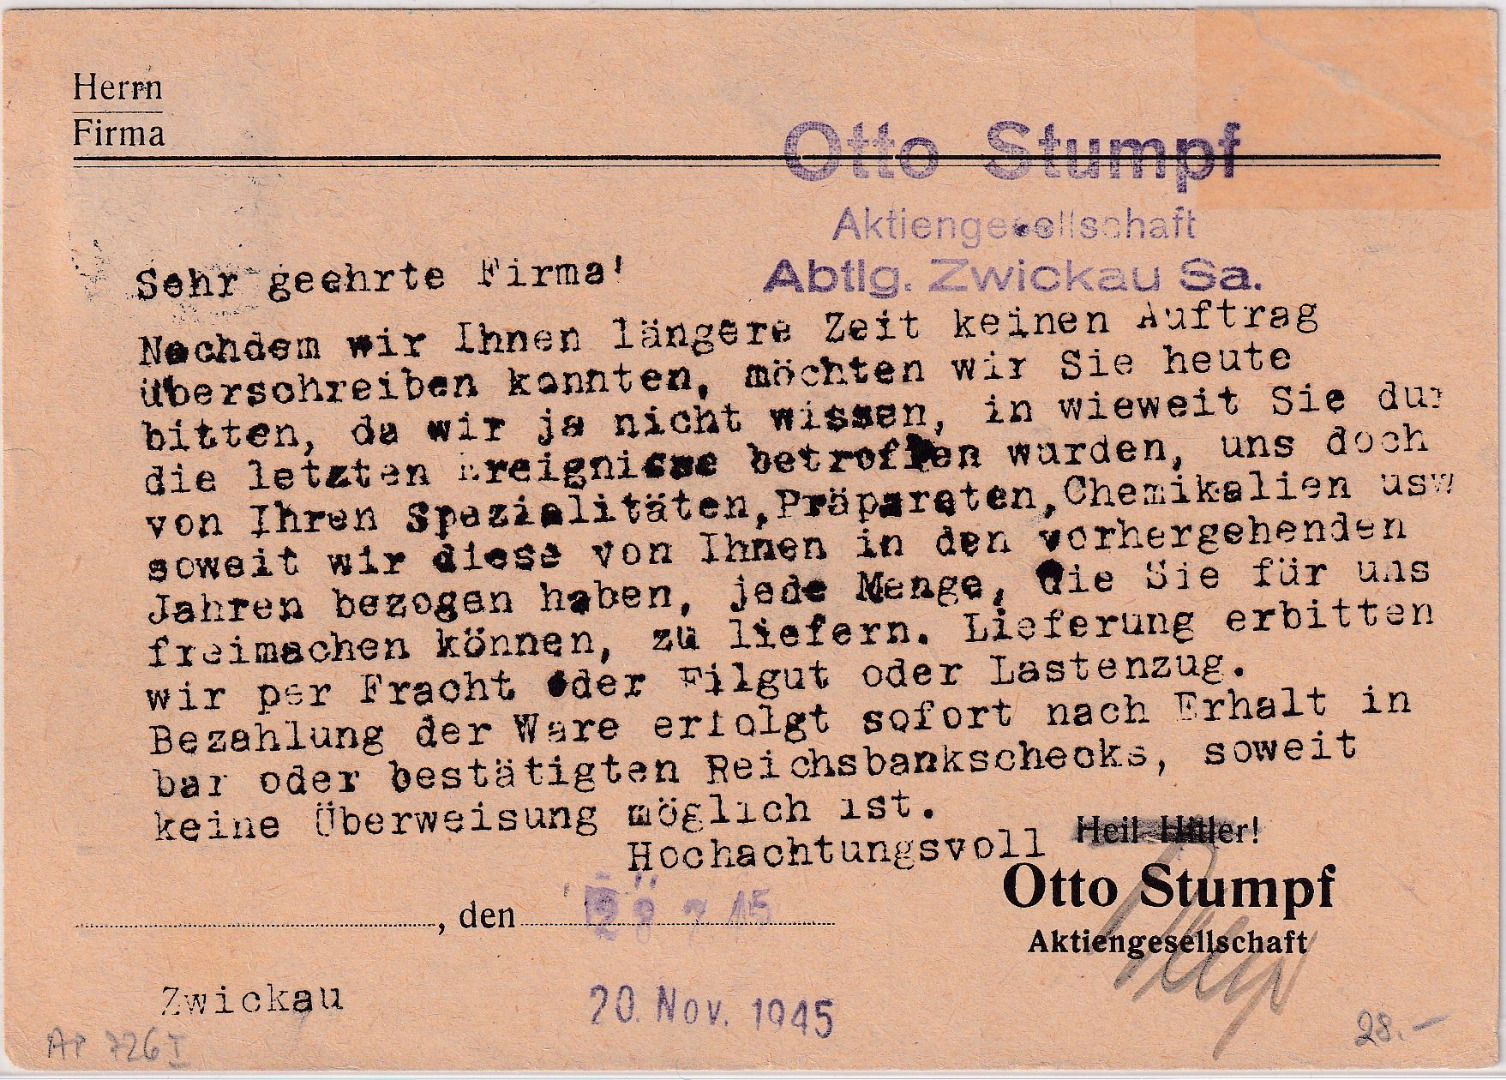 Herrn
Firma
Otto Stumpf
Aktiengesellschaft
Abtlg. Zwickau Sa.
Sehr geehrte Firma!
Nachdem wir Ihnen längere Zeit keinen Auftrag
überschreiben konnten, möchten wir Sie heute
bitten, da wir ja nicht wissen, in wieweit Sie dur
die letzten Ereignisse betroffen wurden, uns doch
von Ihren Spezialitäten,Präparaten,Chemikalien usw
soweit wir diese von Ihnen in den vorhergehenden
Jahren bezogen haben, jede Menge, die Sie für uns
freimachen können, zu liefern. Lieferung erbitten
wir per Fracht oder Eilgut oder Lastenzug.
Bezahlung der Ware erfolgt sofort nach Erhalt in
bar oder bestätigten Reichsbankschecks, soweit
keine Überweisung möglich ist.
Hochachtungsvoll Heil Hitler!
Otto Stumpf
Aktiengesellschaft
, den
Zwickau
20. Nov. 1945
AP 726 I
28.-